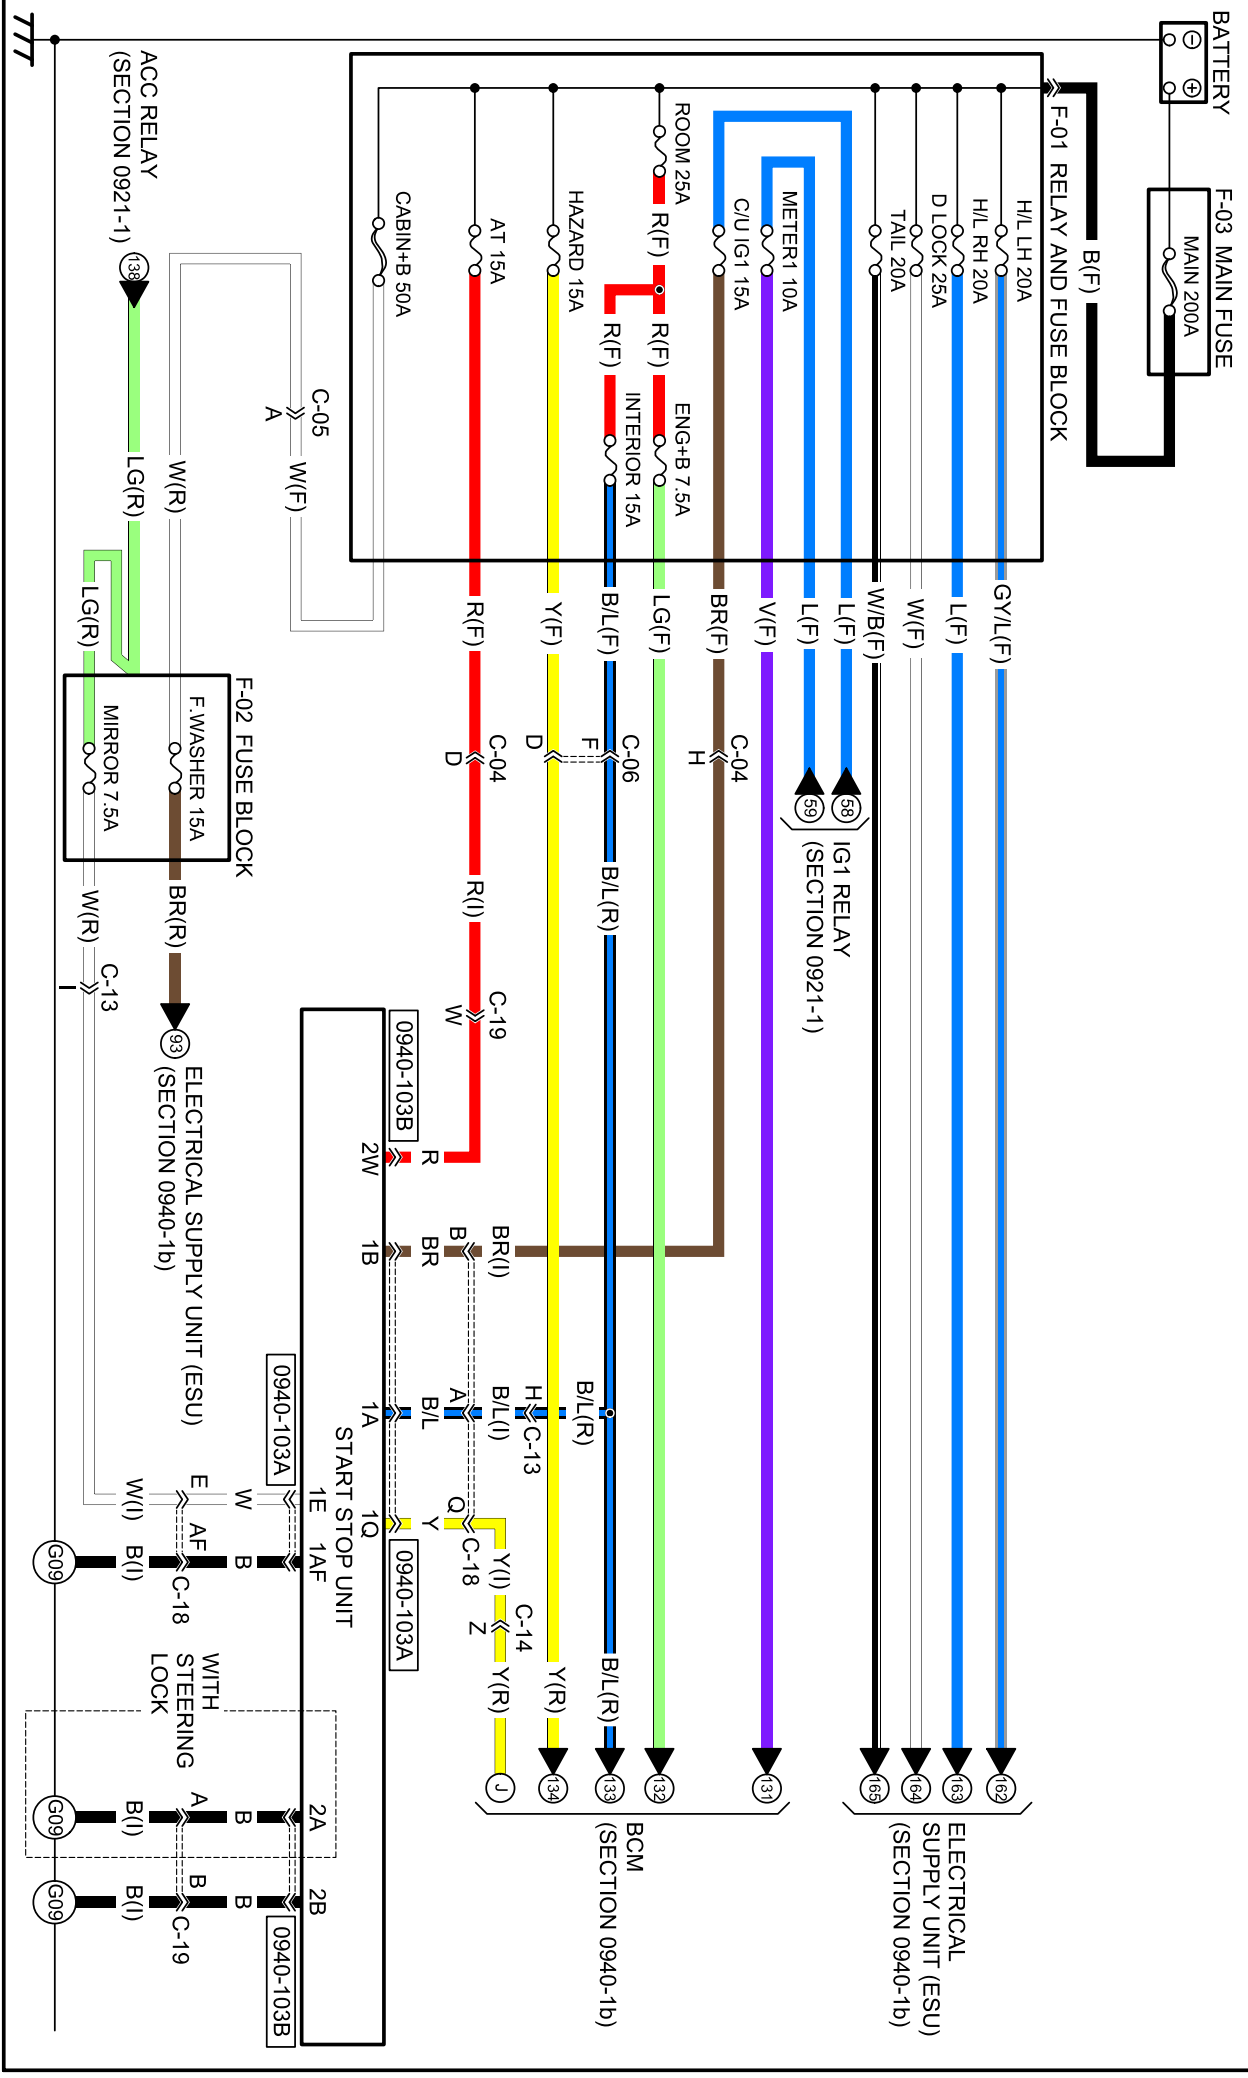 BATTERY
F-03 MAIN FUSE
MAIN 200A
B(F)
F-01 RELAY AND FUSE BLOCK
H/L LH 20A
H/L RH 20A
D LOCK 25A
TAIL 20A
METER1 10A
C/U IG1 15A
ROOM 25A
R(F)
R(F)
R(F)
ENG+B 7.5A
INTERIOR 15A
HAZARD 15A
AT 15A
CABIN+B 50A
GY/L(F)
L(F)
W(F)
W/B(F)
L(F)
L(F)
V(F)
BR(F)
LG(F)
B/L(F)
Y(F)
R(F)
58
59
IG1 RELAY
(SECTION 0921-1)
C-04
H
C-06
F
D
C-04
D
B/L(R)
R(I)
C-19
W
ACC RELAY
(SECTION 0921-1)
138
LG(R)
W(R)
C-05
A
W(F)
LG(R)
F-02 FUSE BLOCK
F.WASHER 15A
MIRROR 7.5A
BR(R)
W(R)
C-13
I
93
ELECTRICAL SUPPLY UNIT (ESU)
(SECTION 0940-1b)
0940-103B
2W
R
1B
BR
B
BR(I)
1A
B/L
A
B/L(I)
H
C-13
B/L(R)
1Q
Y
Q
C-18
Y(I)
C-14
Z
Y(R)
0940-103A
START STOP UNIT
0940-103A
1E
1AF
W
E
W(I)
B
AF
B(I)
C-18
G09
WITH
STEERING
LOCK
2A
B
A
B(I)
G09
2B
B
B
B(I)
C-19
G09
0940-103B
B/L(R)
Y(R)
162
163
164
165
ELECTRICAL
SUPPLY UNIT (ESU)
(SECTION 0940-1b)
131
132
133
134
J
BCM
(SECTION 0940-1b)